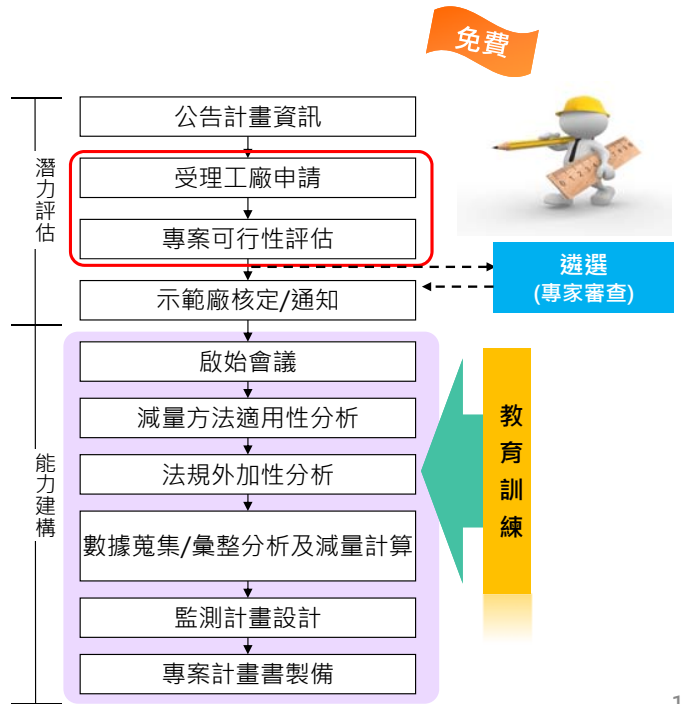 免費
公告計畫資訊
潛力評估
受理工廠申請
專案可行性評估
遴選
(專家審查)
示範廠核定/通知
啟始會議
減量方法適用性分析
教育訓練
法規外加性分析
能力建構
數據蒐集/彙整分析及減量計算
監測計畫設計
專案計畫書製備
1